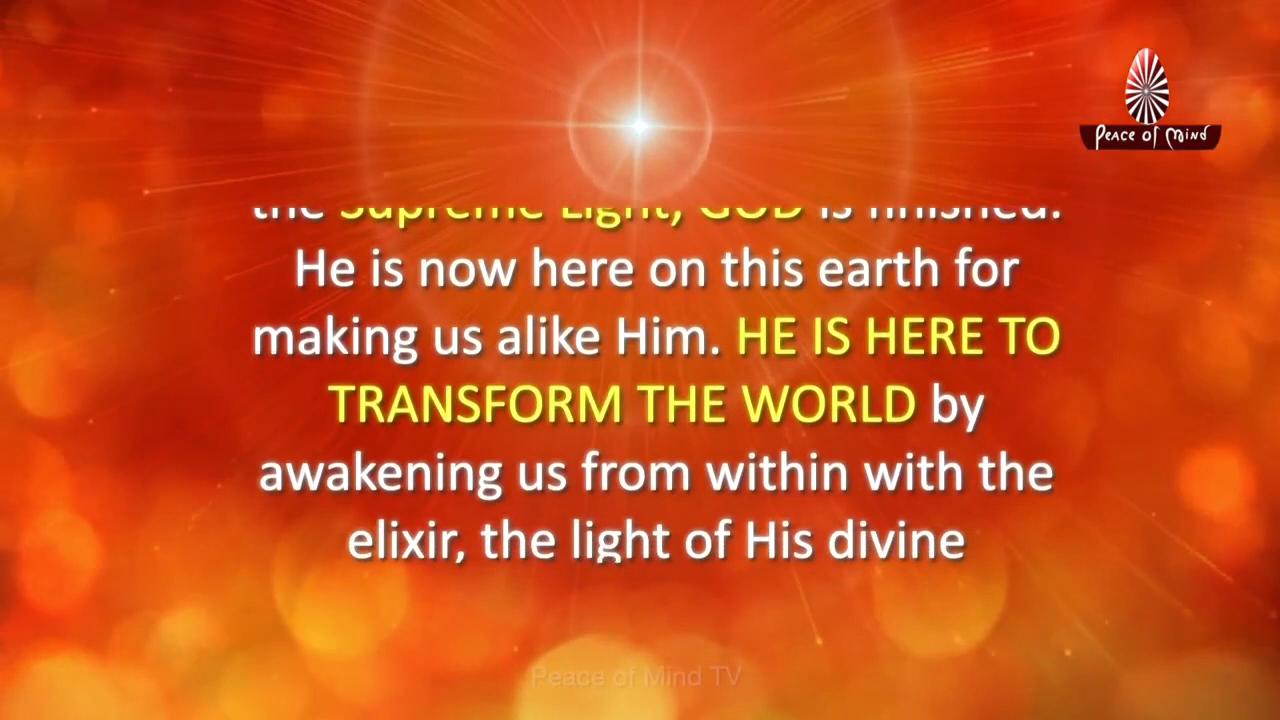 Peace of Mind
the Supreme Light, GOD is finished.
He is now here on this earth for
making us alike Him. HE IS HERE TO
TRANSFORM THE WORLD by
awakening us from within with the
elixir, the light of His divine
Peace of Mind TV